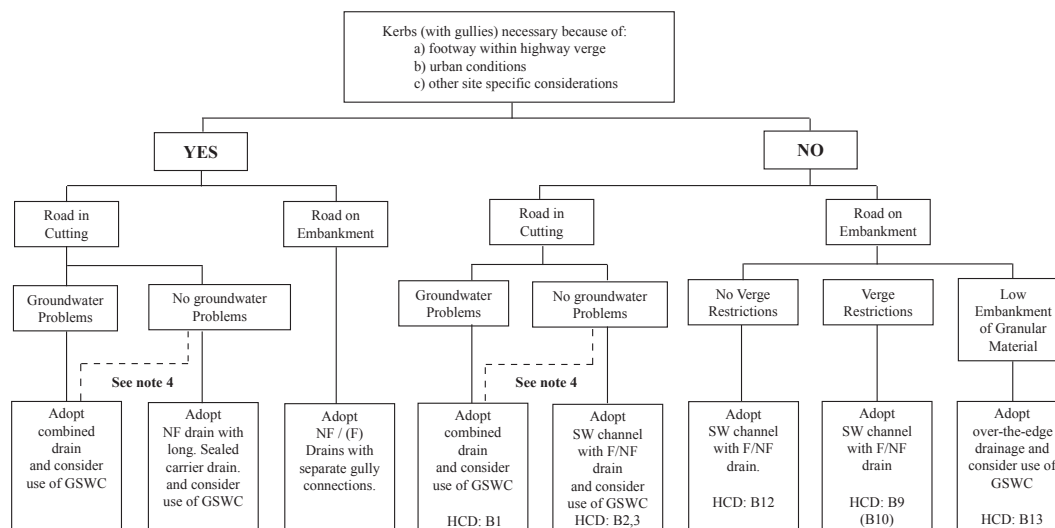 Kerbs (with gullies) necessary because of:
a) footway within highway verge
b) urban conditions
c) other site specific considerations
YES
NO
Road in
Cutting
Road on
Embankment
Road in
Cutting
Road on
Embankment
Groundwater
Problems
No groundwater
Problems
Groundwater
Problems
No groundwater
Problems
No Verge
Restrictions
Verge
Restrictions
Low
Embankment
of Granular
Material
See note 4
See note 4
Adopt
combined
drain
and consider
use of GSWC
Adopt
NF drain with
long. Sealed
carrier drain.
and consider
use of GSWC
Adopt
NF / (F)
Drains with
separate gully
connections.
Adopt
combined
drain
and consider
use of GSWC
HCD: B1
Adopt
SW channel
with F/NF
drain
and consider
use of GSWC
HCD: B2,3
Adopt
SW channel
with F/NF
drain.
HCD: B12
Adopt
SW channel
with F/NF
drain
HCD: B9
(B10)
Adopt
over-the-edge
drainage and
consider use of
GSWC
HCD: B13